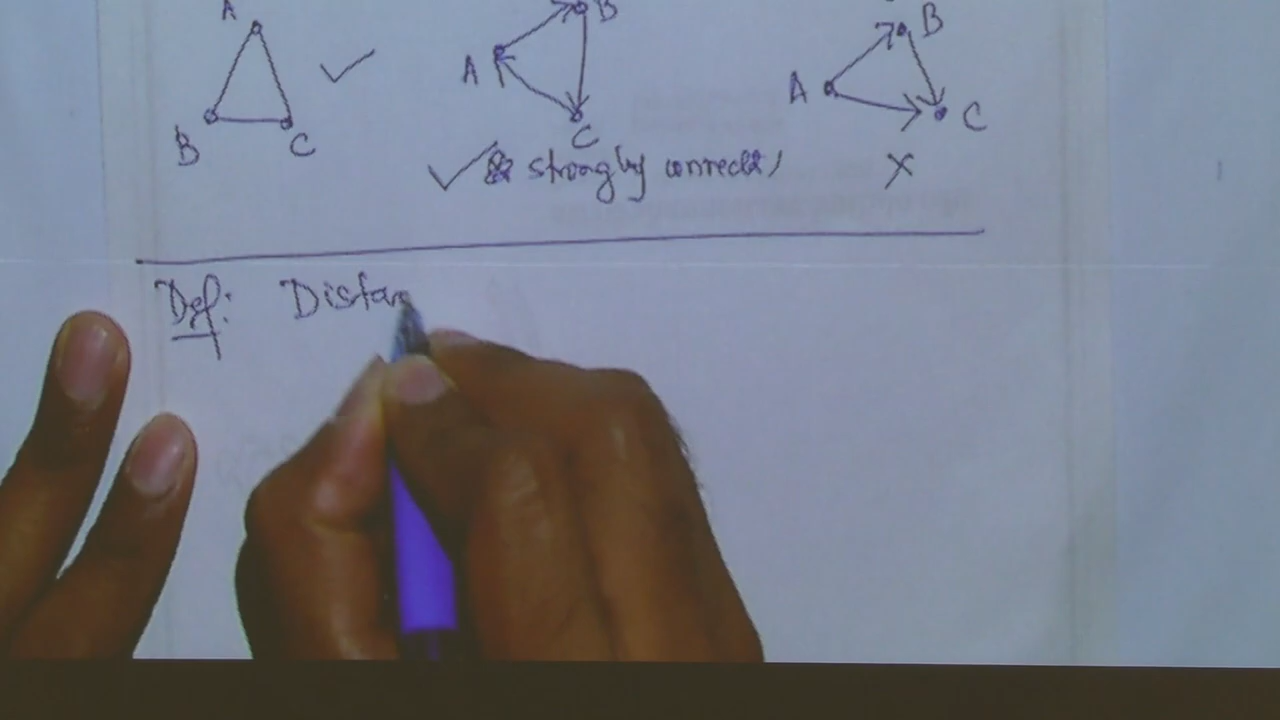 A
B C
A B
C
A B
C
✓ strongly connected
X
Def: Distan